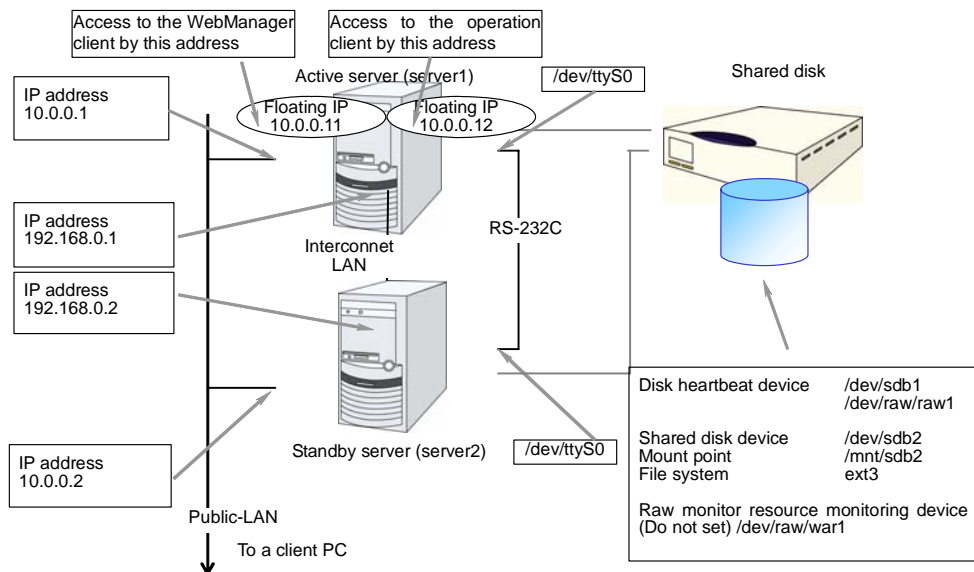 Access to the WebManager
client by this address
Access to the operation
client by this address
Active server (server1)
/dev/ttyS0
Shared disk
IP address
10.0.0.1
Floating IP
10.0.0.11
Floating IP
10.0.0.12
IP address
192.168.0.1
Interconnet
LAN
RS-232C
IP address
192.168.0.2
Disk heartbeat device /dev/sdb1
/dev/raw/raw1
Shared disk device /dev/sdb2
Mount point /mnt/sdb2
File system ext3
Raw monitor resource monitoring device
(Do not set) /dev/raw/war1
Standby server (server2)
/dev/ttyS0
IP address
10.0.0.2
Public-LAN
To a client PC